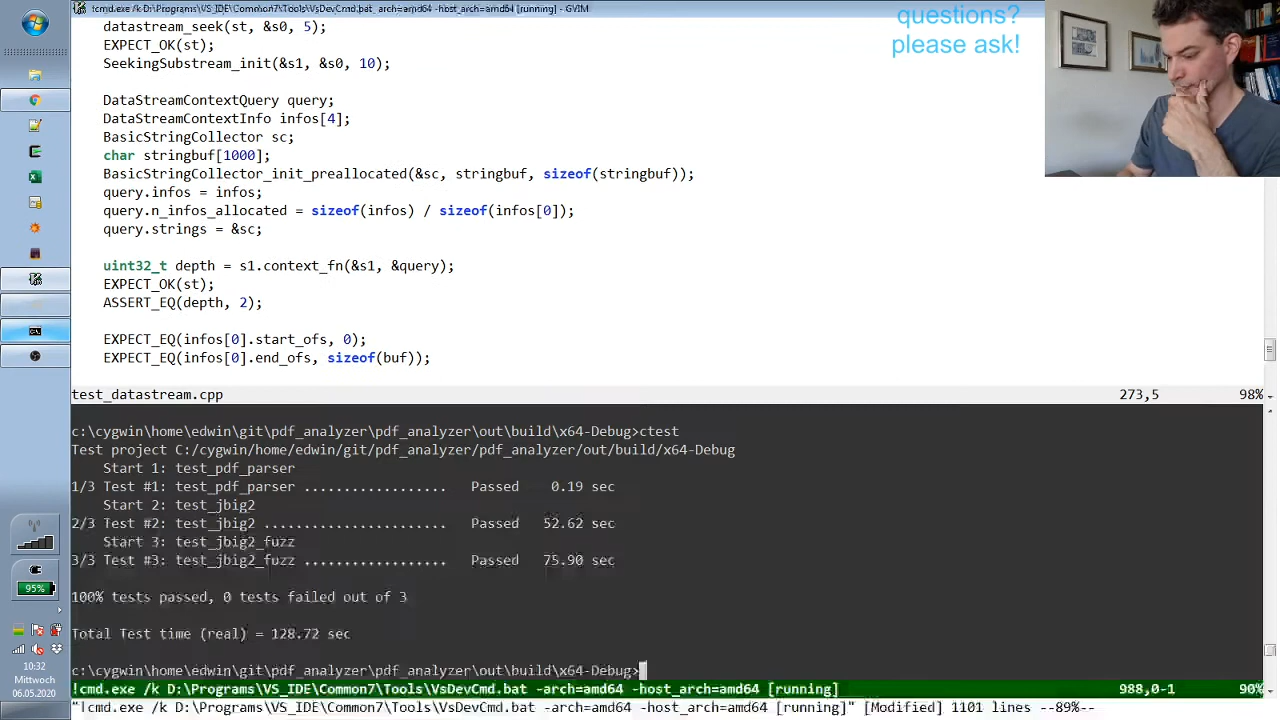 !cmd.exe /k D:\Programs\VS_IDE\Common7\Tools\VsDevCmd.bat -arch=amd64 -host_arch=amd64 [running] - GVIM
questions?
please ask!
datastream_seek(st, &s0, 5);
EXPECT_OK(st);
SeekingSubstream_init(&s1, &s0, 10);
DataStreamContextQuery query;
DataStreamContextInfo infos[4];
BasicStringCollector sc;
char stringbuf[1000];
BasicStringCollector_init_preallocated(&sc, stringbuf, sizeof(stringbuf));
query.infos = infos;
query.n_infos_allocated = sizeof(infos) / sizeof(infos[0]);
query.strings = &sc;
uint32_t depth = s1.context_fn(&s1, &query);
EXPECT_OK(st);
ASSERT_EQ(depth, 2);
EXPECT_EQ(infos[0].start_ofs, 0);
EXPECT_EQ(infos[0].end_ofs, sizeof(buf));
test_datastream.cpp 273,5 98%
c:\cygwin\home\edwin\git\pdf_analyzer\pdf_analyzer\out\build\x64-Debug>ctest
Test project C:/cygwin/home/edwin/git/pdf_analyzer/pdf_analyzer/out/build/x64-Debug
Start 1: test_pdf_parser
1/3 Test #1: test_pdf_parser .................. Passed 0.19 sec
Start 2: test_jbig2
2/3 Test #2: test_jbig2 ....................... Passed 52.62 sec
Start 3: test_jbig2_fuzz
3/3 Test #3: test_jbig2_fuzz .................. Passed 75.90 sec
100% tests passed, 0 tests failed out of 3
Total Test time (real) = 128.72 sec
c:\cygwin\home\edwin\git\pdf_analyzer\pdf_analyzer\out\build\x64-Debug>
!cmd.exe /k D:\Programs\VS_IDE\Common7\Tools\VsDevCmd.bat -arch=amd64 -host_arch=amd64 [running] 988,0-1 90%
"!cmd.exe /k D:\Programs\VS_IDE\Common7\Tools\VsDevCmd.bat -arch=amd64 -host_arch=amd64 [running]" [Modified] 1101 lines --89%--
95%
10:32
Mittwoch
06.05.2020